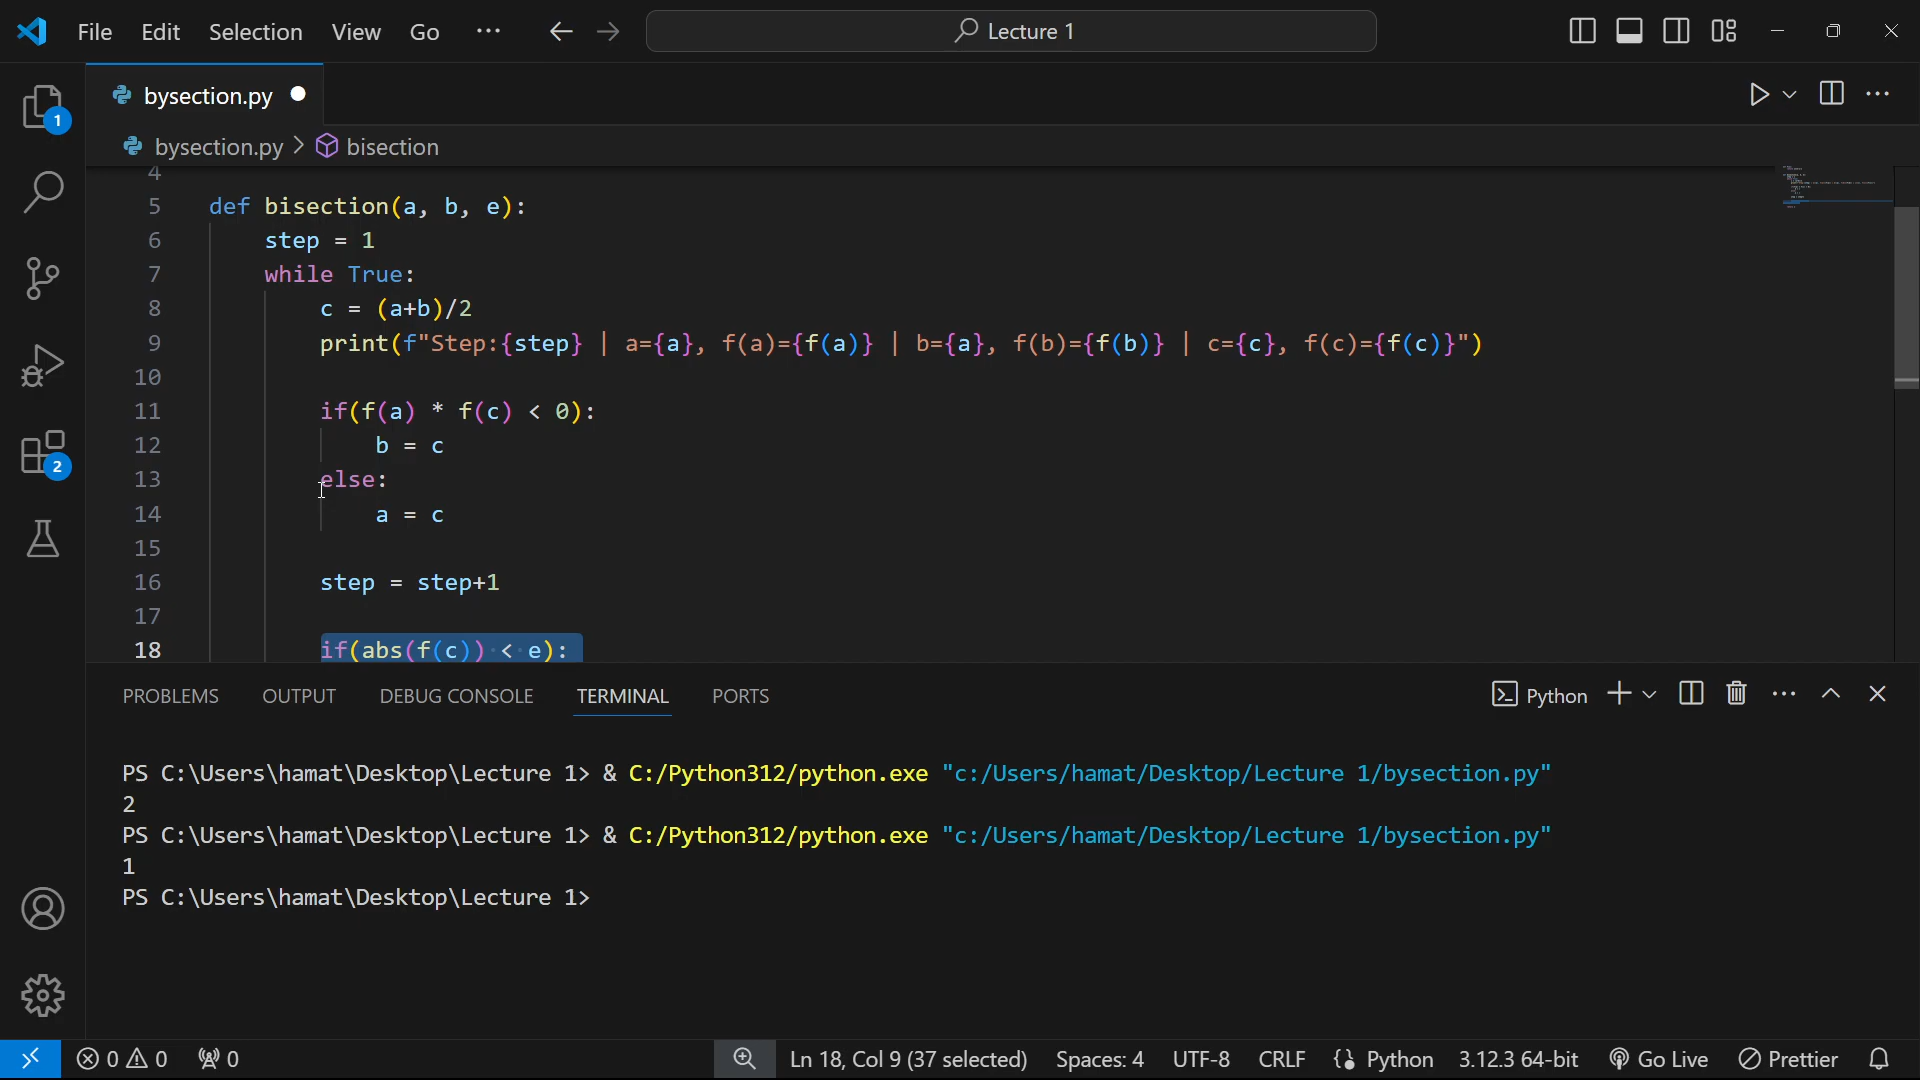 File Edit Selection View Go ··· Lecture 1
bysection.py
1
bysection.py > bisection
4
5 def bisection(a, b, e):
6 step = 1
7 while True:
8 c = (a+b)/2
9 print(f"Step:{step} | a={a}, f(a)={f(a)} | b={a}, f(b)={f(b)} | c={c}, f(c)={f(c)}")
10
11 if(f(a) * f(c) < 0):
12 b = c
2
13 else:
14 a = c
15
16 step = step+1
17
18 if(abs(f(c)) < e):
PROBLEMS OUTPUT DEBUG CONSOLE TERMINAL PORTS Python
PS C:\Users\hamat\Desktop\Lecture 1> & C:/Python312/python.exe "c:/Users/hamat/Desktop/Lecture 1/bysection.py"
2
PS C:\Users\hamat\Desktop\Lecture 1> & C:/Python312/python.exe "c:/Users/hamat/Desktop/Lecture 1/bysection.py"
1
PS C:\Users\hamat\Desktop\Lecture 1>
0 0 0 Ln 18, Col 9 (37 selected) Spaces: 4 UTF-8 CRLF Python 3.12.3 64-bit Go Live Prettier